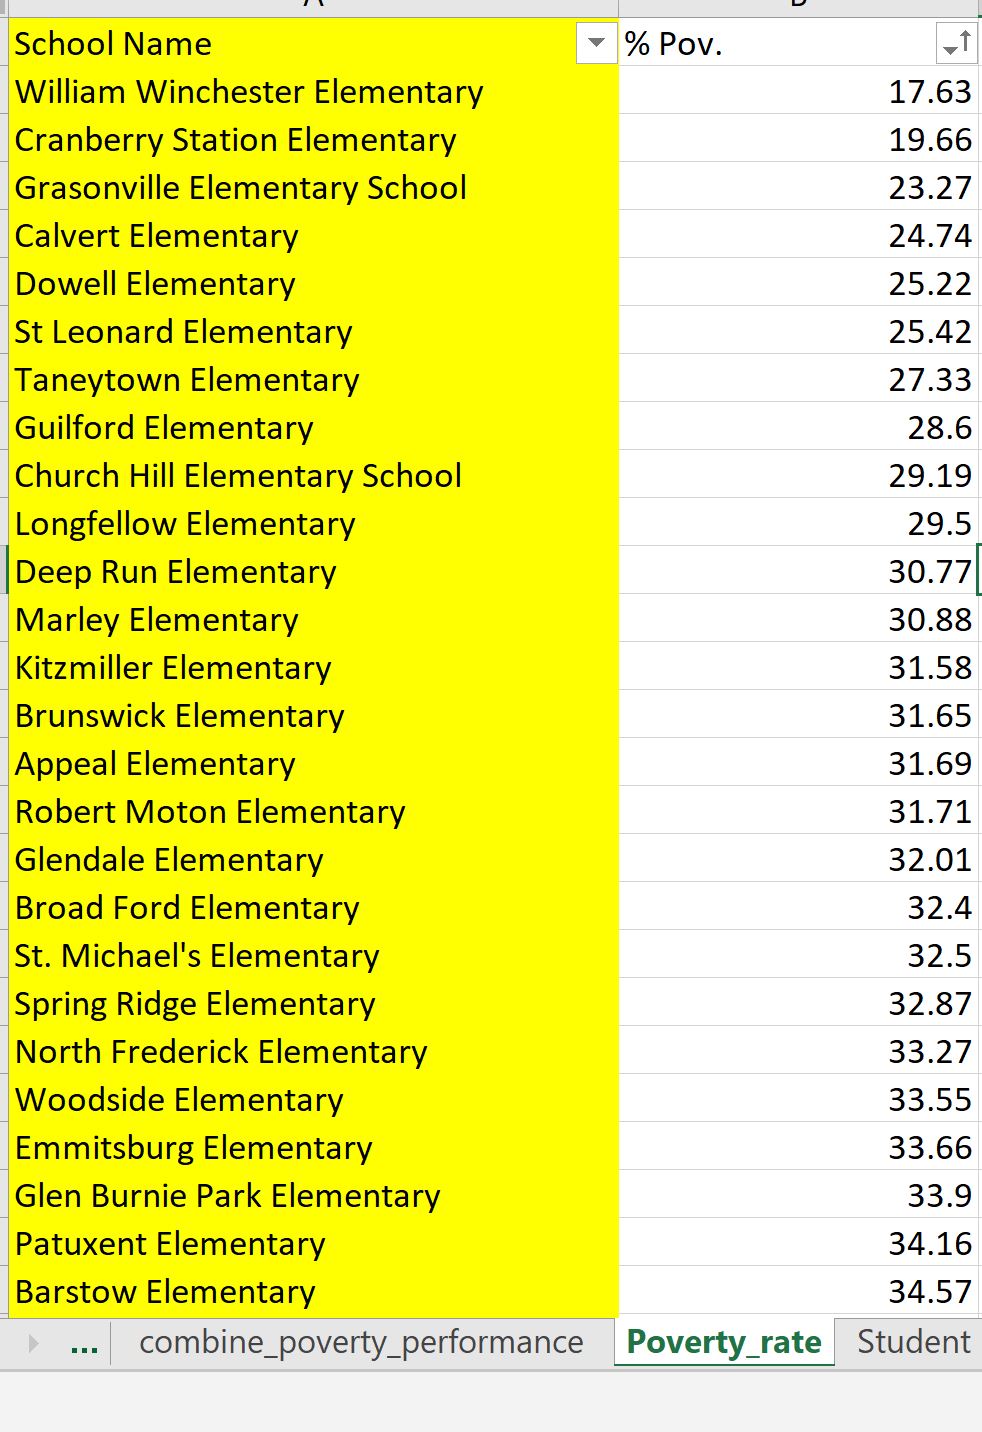 A B
School Name % Pov.
William Winchester Elementary 17.63
Cranberry Station Elementary 19.66
Grasonville Elementary School 23.27
Calvert Elementary 24.74
Dowell Elementary 25.22
St Leonard Elementary 25.42
Taneytown Elementary 27.33
Guilford Elementary 28.6
Church Hill Elementary School 29.19
Longfellow Elementary 29.5
Deep Run Elementary 30.77
Marley Elementary 30.88
Kitzmiller Elementary 31.58
Brunswick Elementary 31.65
Appeal Elementary 31.69
Robert Moton Elementary 31.71
Glendale Elementary 32.01
Broad Ford Elementary 32.4
St. Michael's Elementary 32.5
Spring Ridge Elementary 32.87
North Frederick Elementary 33.27
Woodside Elementary 33.55
Emmitsburg Elementary 33.66
Glen Burnie Park Elementary 33.9
Patuxent Elementary 34.16
Barstow Elementary 34.57
... combine_poverty_performance Poverty_rate Student